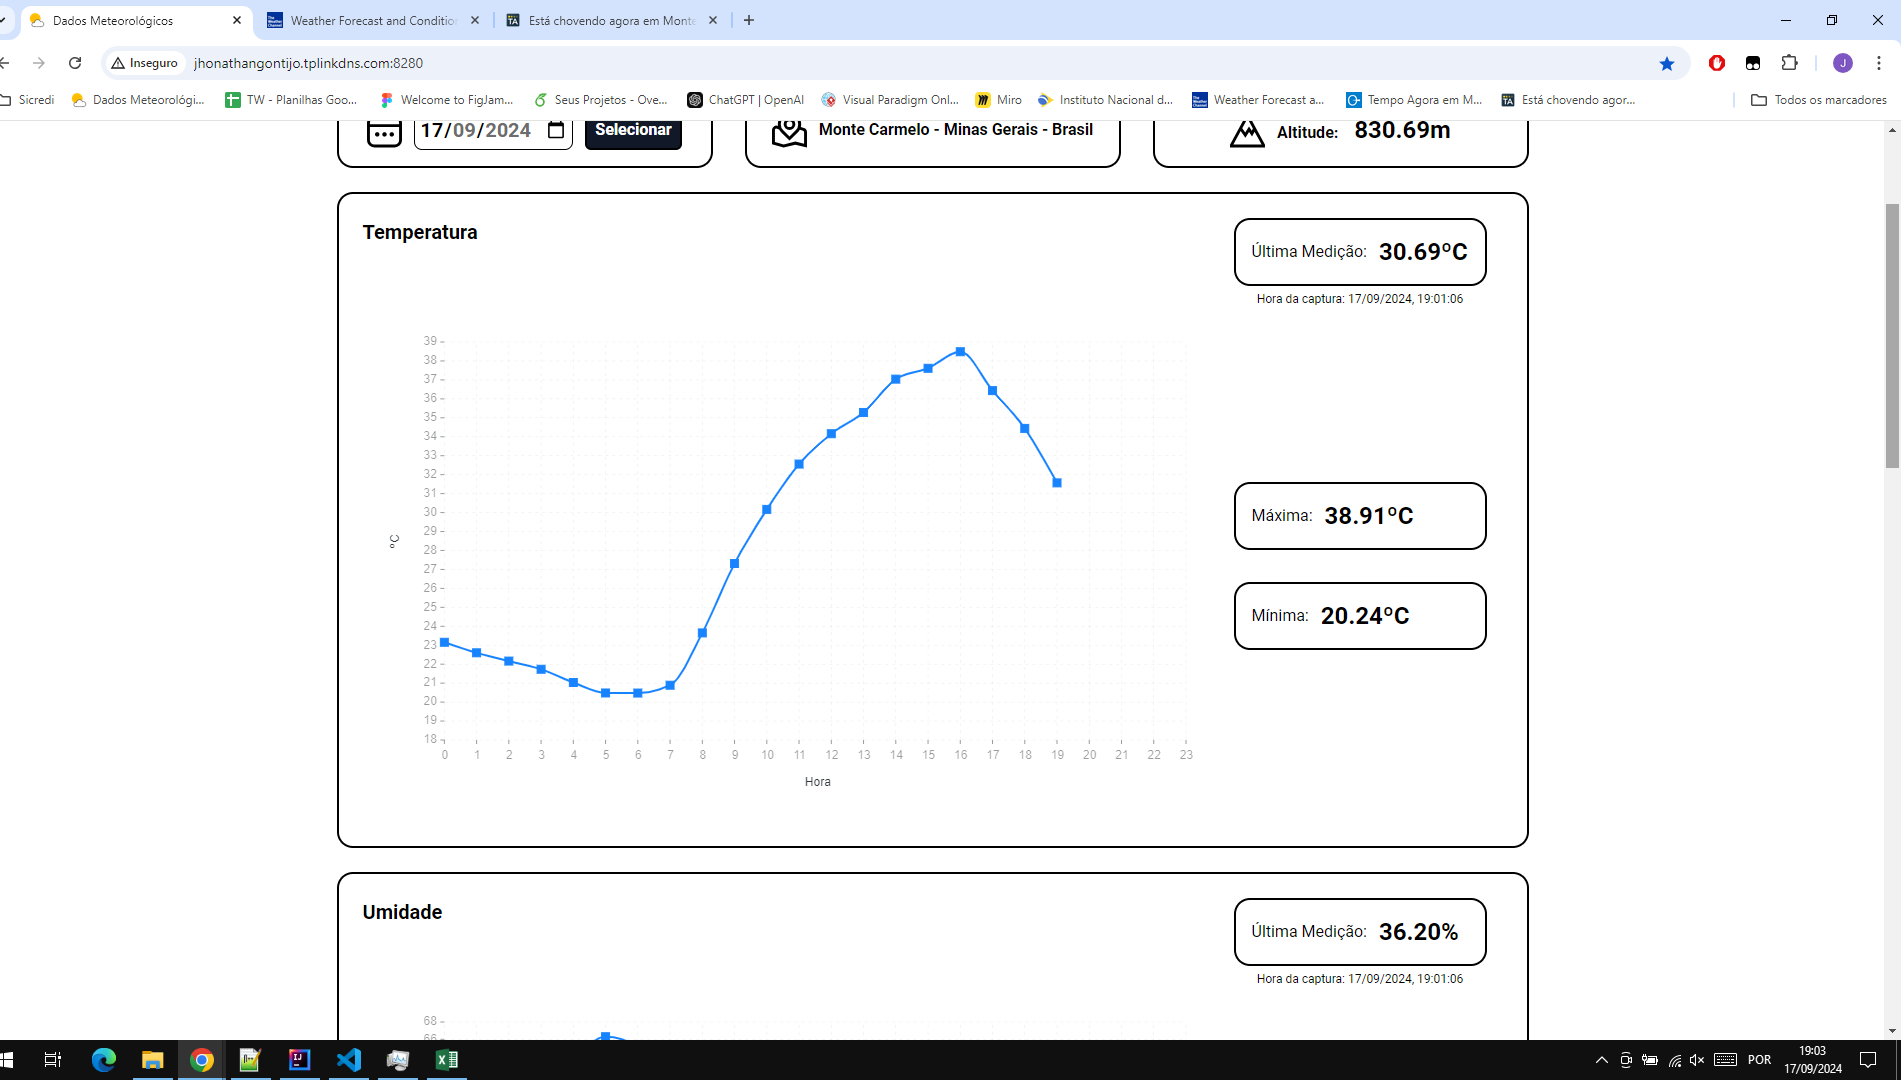 Dados Meteorológicos
Weather Forecast and Conditio
Está chovendo agora em Monte
Inseguro
jhonathangontijo.tplinkdns.com:8280
J
Sicredi
Dados Meteorológi...
TW - Planilhas Goo...
Welcome to FigJam...
Seus Projetos - Ove...
ChatGPT | OpenAI
Visual Paradigm Onl...
Miro
Instituto Nacional d...
Weather Forecast a...
Tempo Agora em M...
Está chovendo agor...
Todos os marcadores
17/09/2024
Selecionar
Monte Carmelo - Minas Gerais - Brasil
Altitude: 830.69m
Temperatura
Última Medição: 30.69ºC
Hora da captura: 17/09/2024, 19:01:06
39
38
37
36
35
34
33
32
31
30
29
28
27
26
25
24
23
22
21
20
19
18
ºC
0 1 2 3 4 5 6 7 8 9 10 11 12 13 14 15 16 17 18 19 20 21 22 23
Hora
Máxima: 38.91ºC
Mínima: 20.24ºC
Umidade
Última Medição: 36.20%
Hora da captura: 17/09/2024, 19:01:06
68
66
POR
19:03
17/09/2024